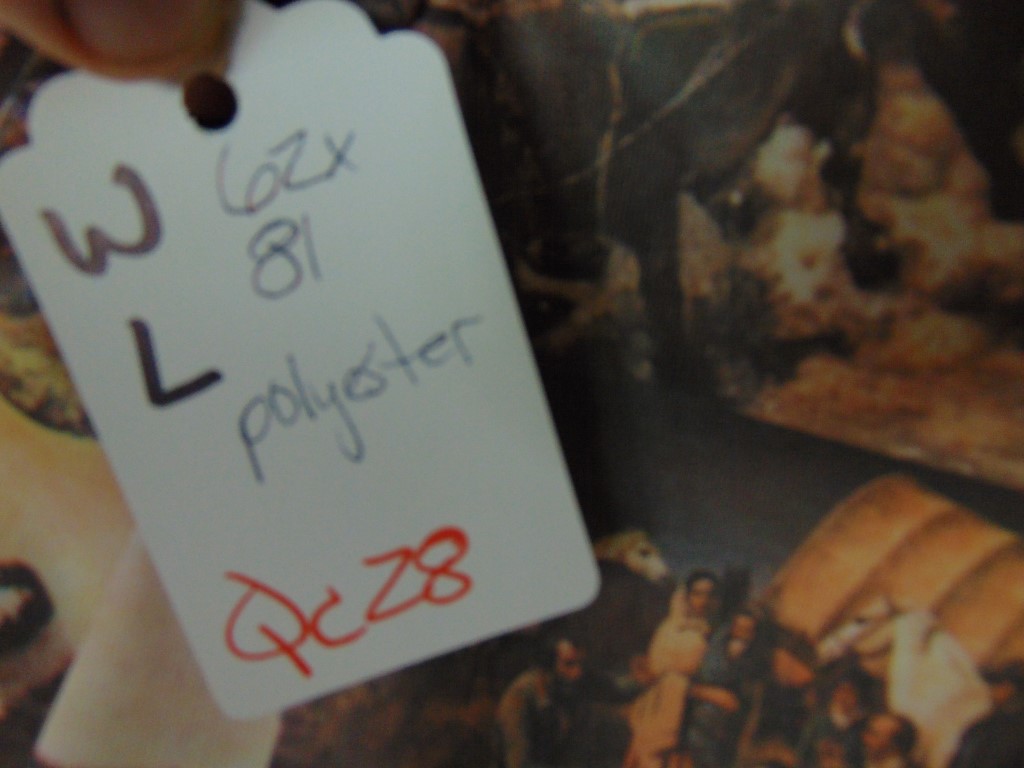 W 62x
81
L polyester
Qc28